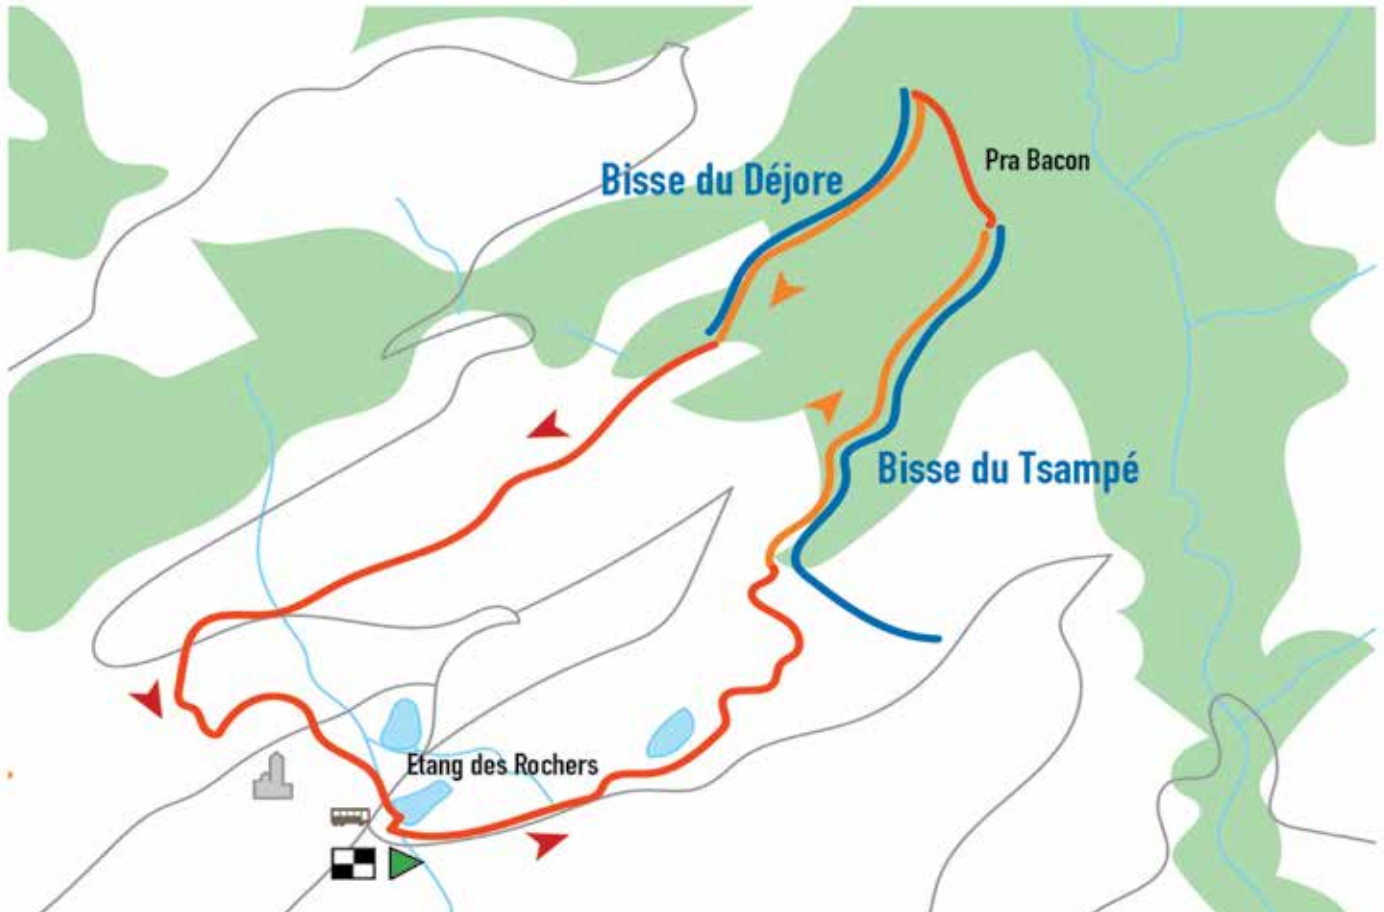 Pra Bacon
Bisse du Déjore
Bisse du Tsampé
Etang des Rochers